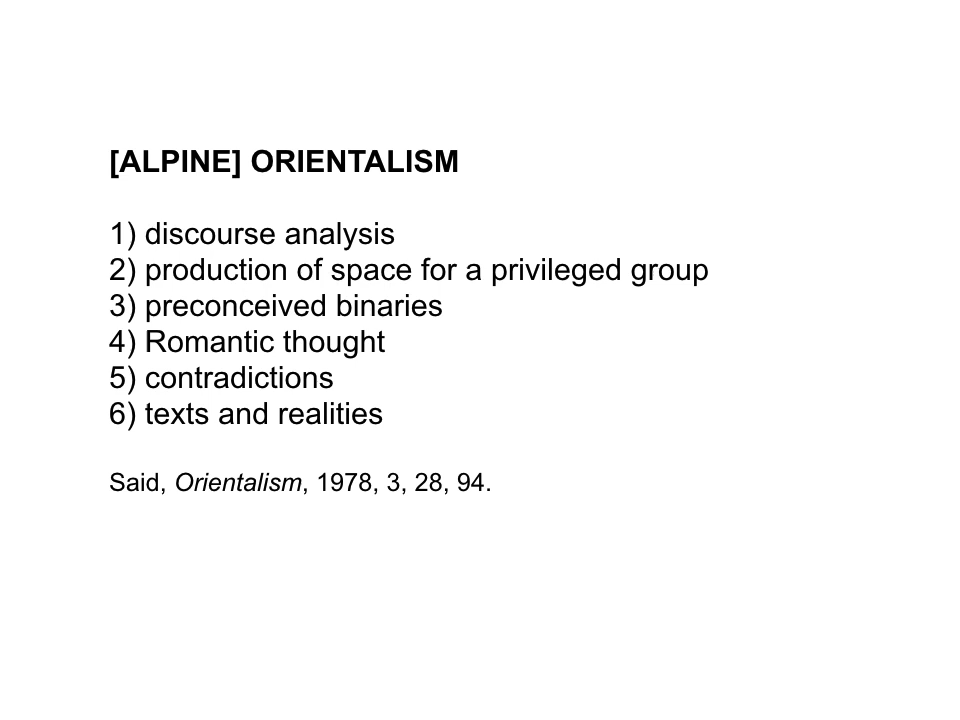 [ALPINE] ORIENTALISM
1) discourse analysis
2) production of space for a privileged group
3) preconceived binaries
4) Romantic thought
5) contradictions
6) texts and realities
Said, Orientalism, 1978, 3, 28, 94.